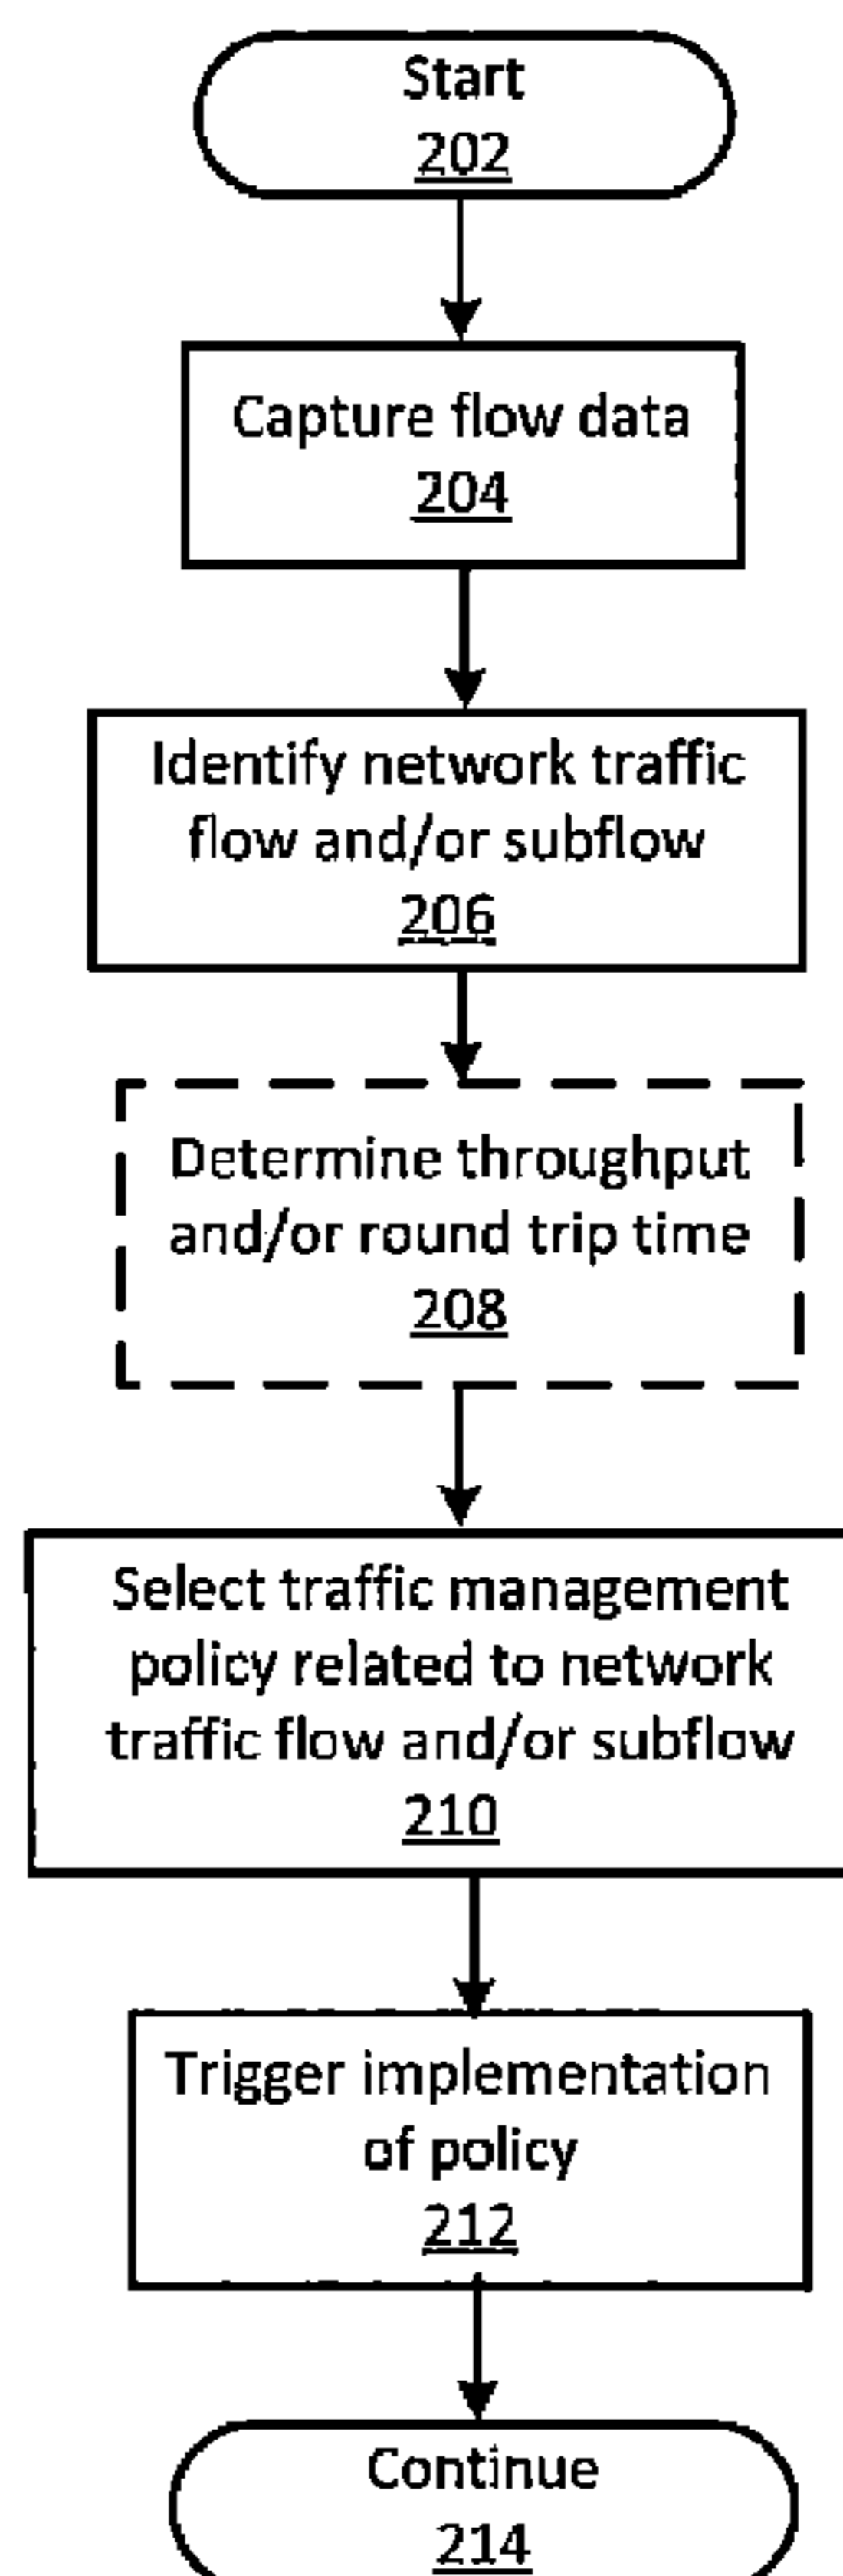 Start
202
Capture flow data
204
Identify network traffic
flow and/or subflow
206
Determine throughput
and/or round trip time
208
Select traffic management
policy related to network
traffic flow and/or subflow
210
Trigger implementation
of policy
212
Continue
214